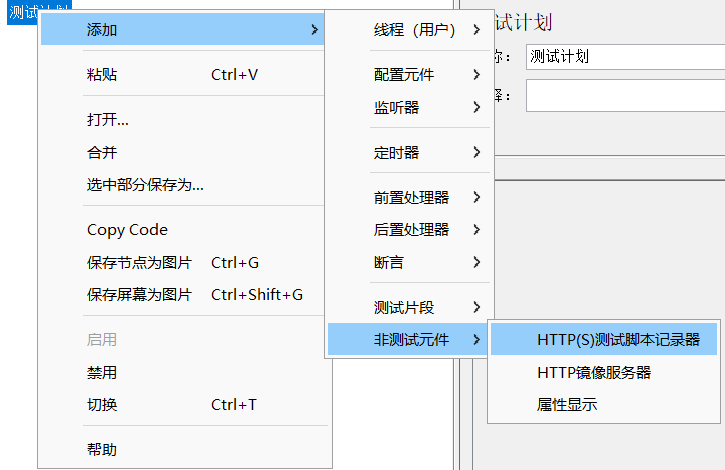 测试计划
添加
粘贴 Ctrl+V
打开...
合并
选中部分保存为...
Copy Code
保存节点为图片 Ctrl+G
保存屏幕为图片 Ctrl+Shift+G
启用
禁用
切换 Ctrl+T
帮助
线程（用户）
配置元件
监听器
定时器
前置处理器
后置处理器
断言
测试片段
非测试元件
HTTP(S)测试脚本记录器
HTTP镜像服务器
属性显示
试计划
称： 测试计划
释：